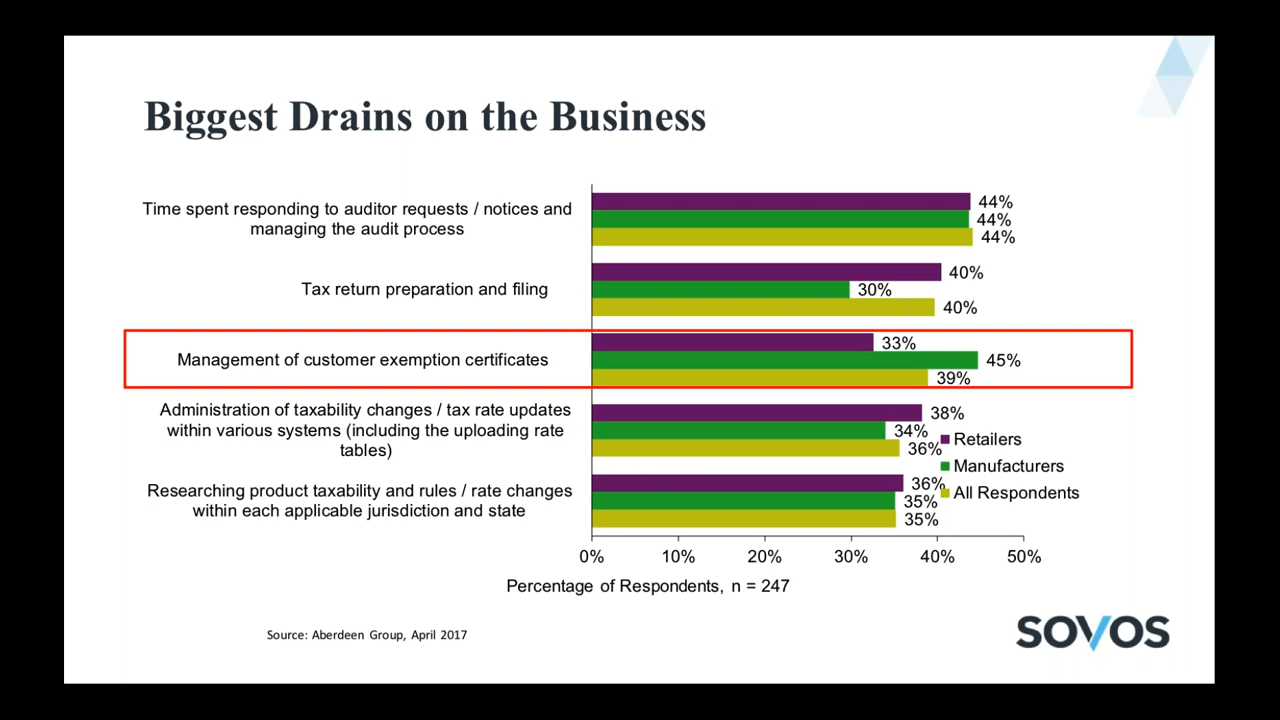 Biggest Drains on the Business
Time spent responding to auditor requests / notices and
managing the audit process
44%
44%
44%
Tax return preparation and filing
40%
30%
40%
Management of customer exemption certificates
33%
45%
39%
Administration of taxability changes / tax rate updates
within various systems (including the uploading rate
tables)
38%
34%
36%
Researching product taxability and rules / rate changes
within each applicable jurisdiction and state
36%
35%
35%
Retailers
Manufacturers
All Respondents
0% 10% 20% 30% 40% 50%
Percentage of Respondents, n = 247
Source: Aberdeen Group, April 2017
SOVOS